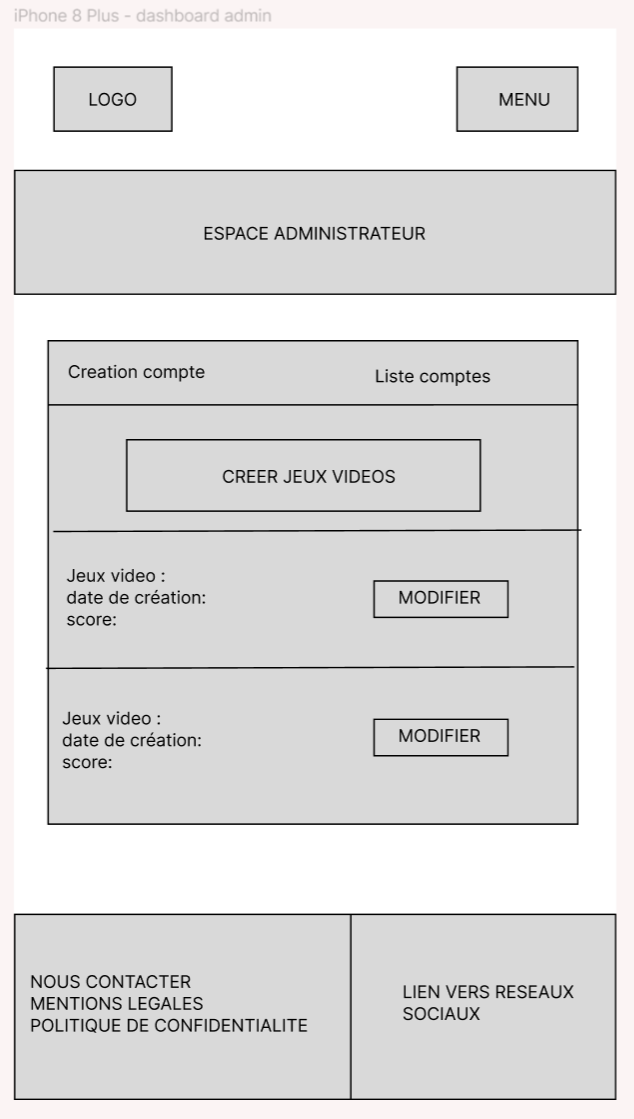 iPhone 8 Plus - dashboard admin
LOGO
MENU
ESPACE ADMINISTRATEUR
Creation compte
Liste comptes
CREER JEUX VIDEOS
Jeux video :
date de création:
score:
MODIFIER
Jeux video :
date de création:
score:
MODIFIER
NOUS CONTACTER
MENTIONS LEGALES
POLITIQUE DE CONFIDENTIALITE
LIEN VERS RESEAUX
SOCIAUX